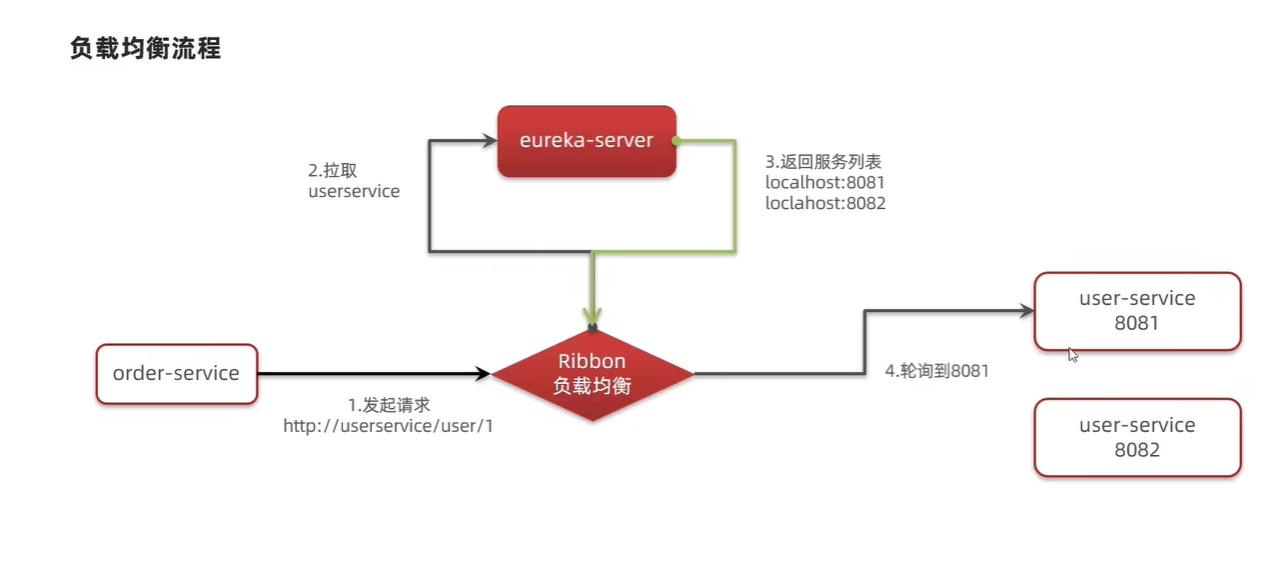 负载均衡流程
eureka-server
2.拉取
userservice
3.返回服务列表
localhost:8081
loclahost:8082
order-service
1.发起请求
http://userservice/user/1
Ribbon
负载均衡
4.轮询到8081
user-service
8081
user-service
8082